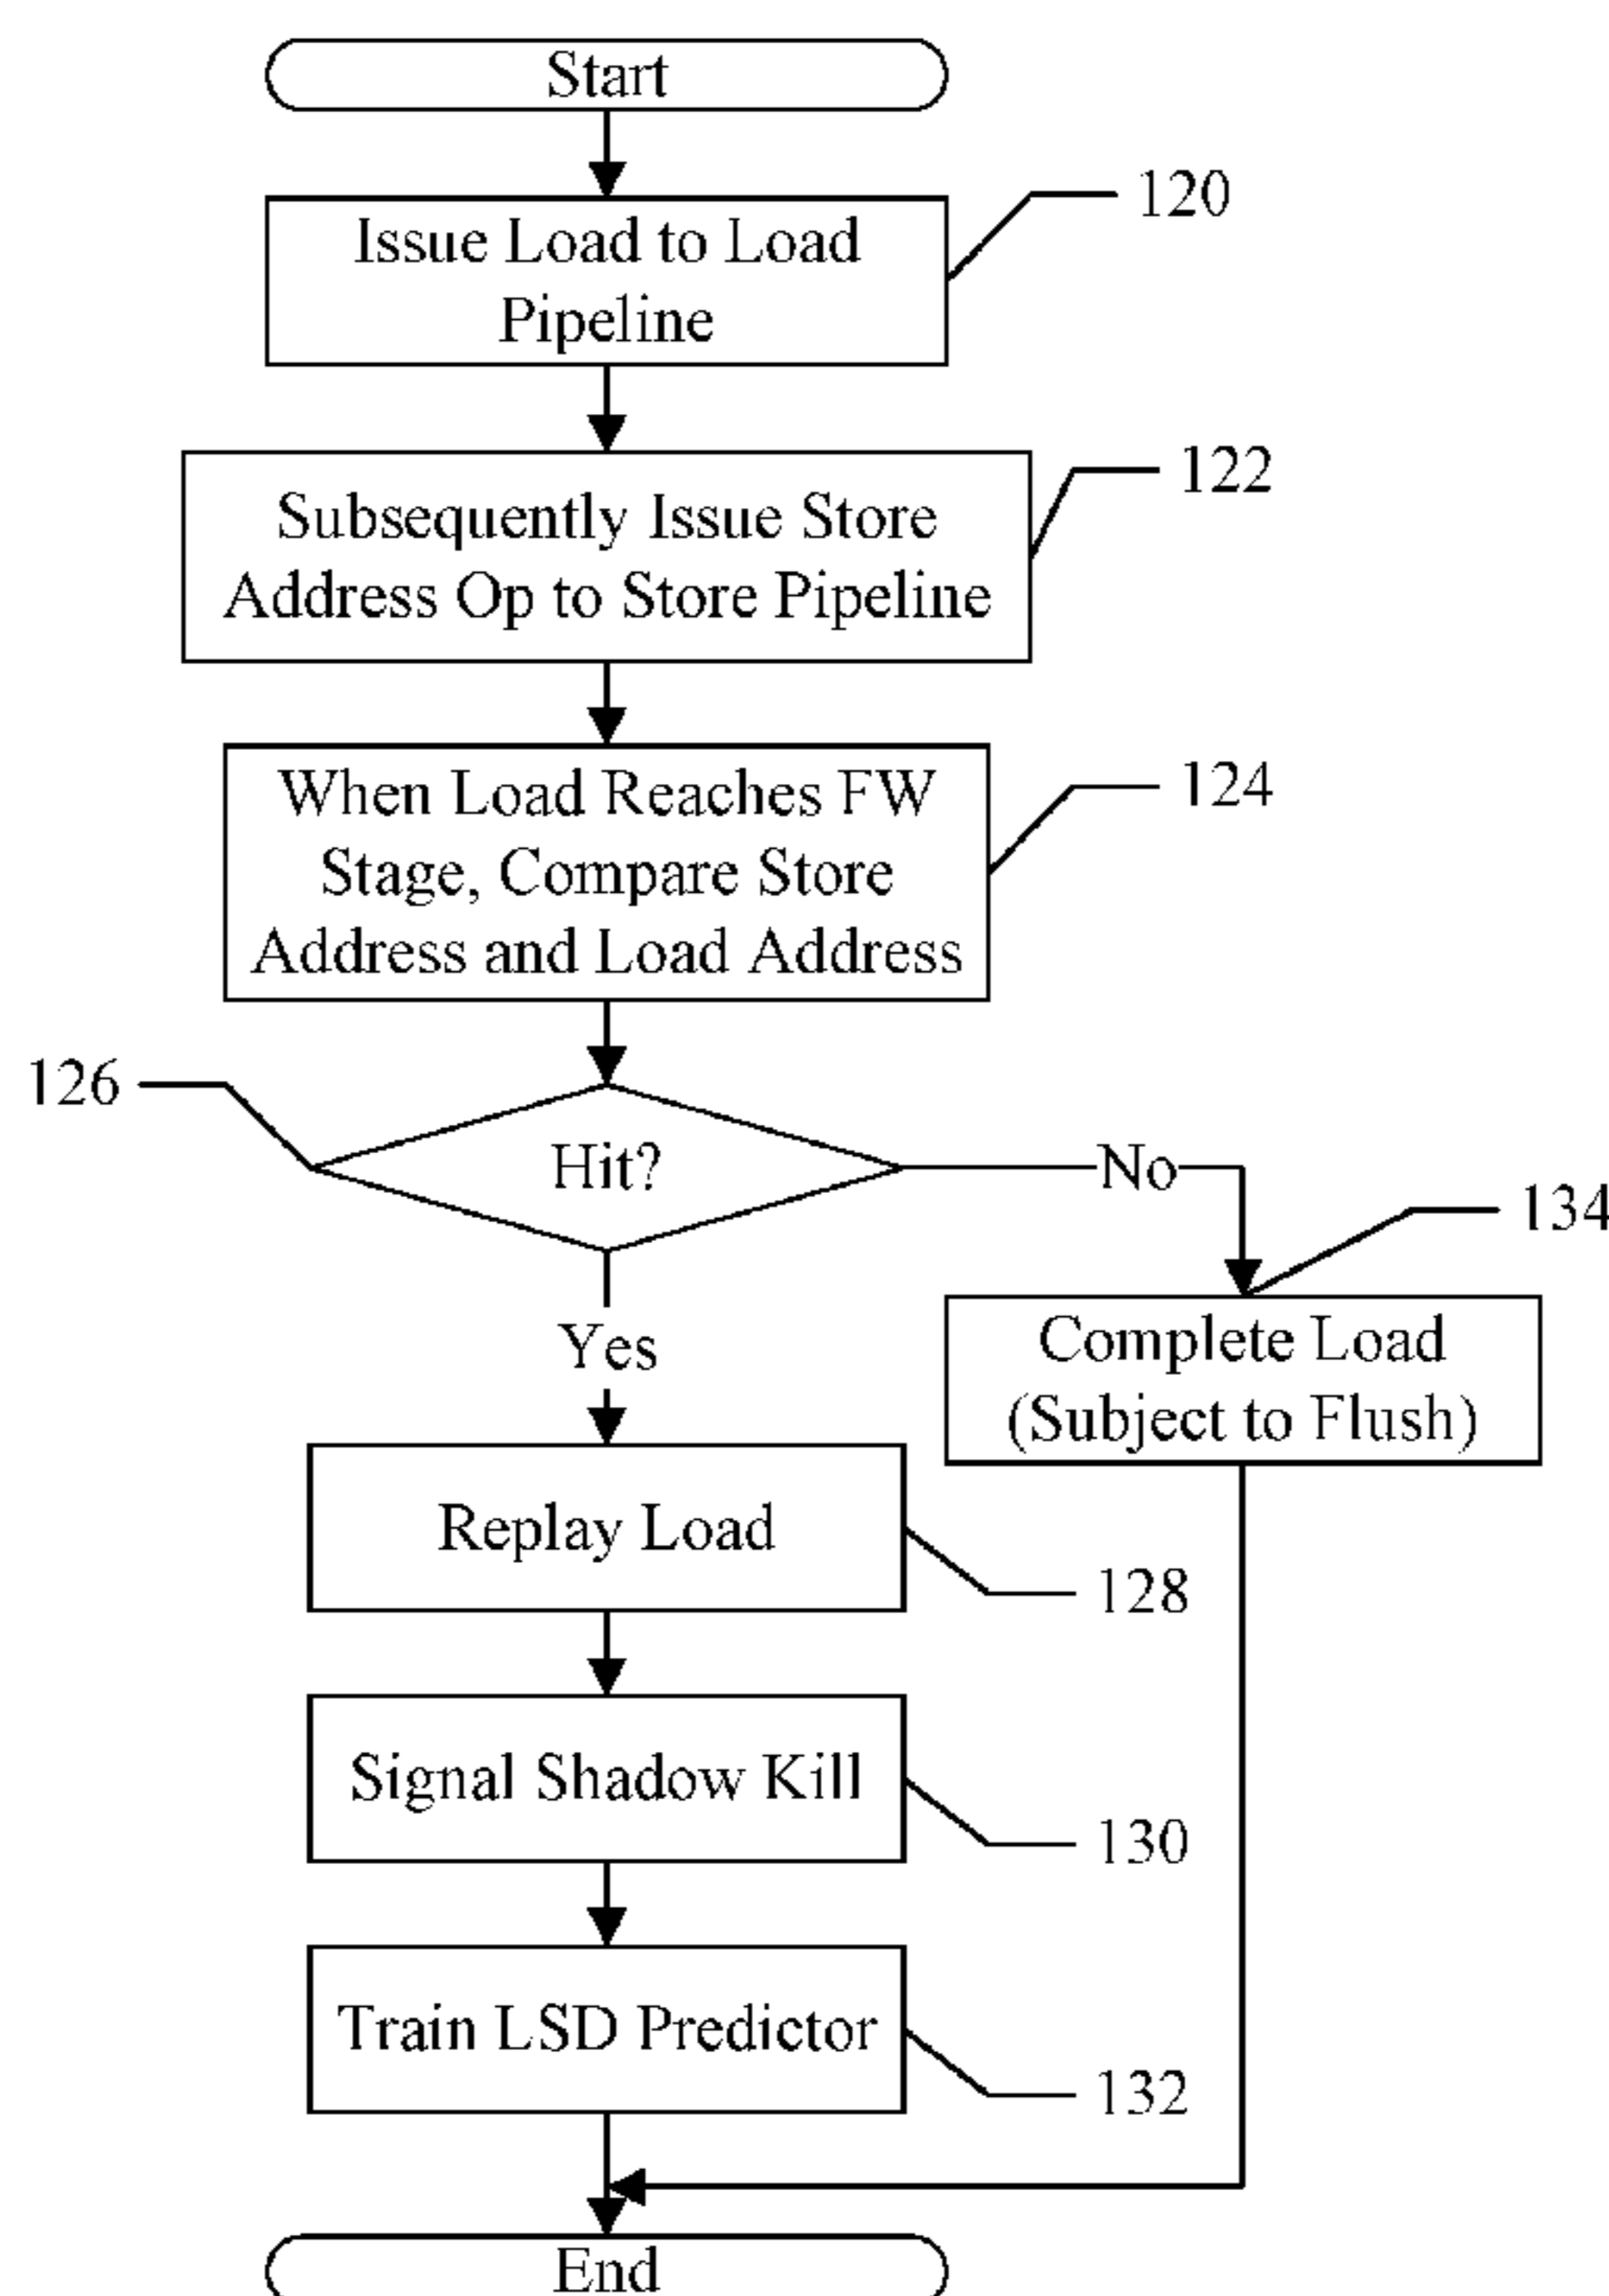 Start
120
Issue Load to Load
Pipeline
122
Subsequently Issue Store
Address Op to Store Pipeline
124
When Load Reaches FW
Stage, Compare Store
Address and Load Address
126
Hit?
No
134
Yes
Complete Load
(Subject to Flush)
Replay Load
128
Signal Shadow Kill
130
Train LSD Predictor
132
End